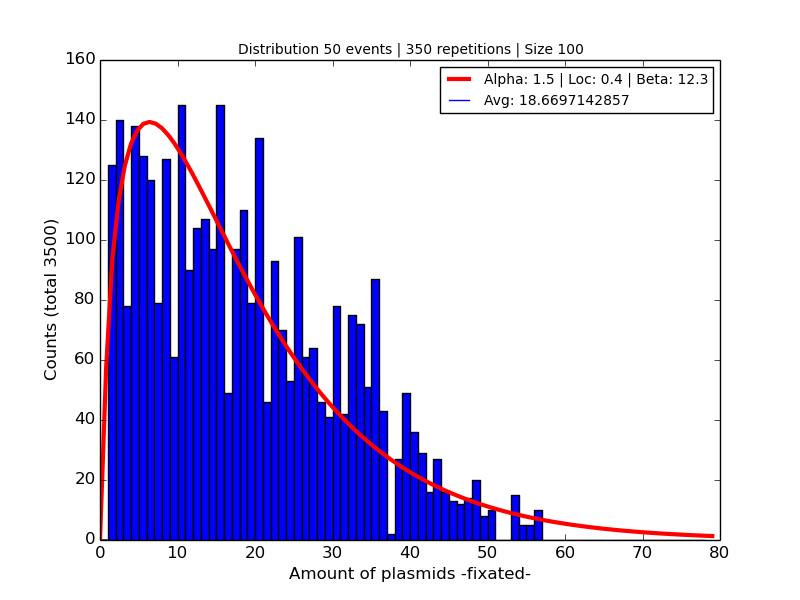 Distribution 50 events | 350 repetitions | Size 100
Alpha: 1.5 | Loc: 0.4 | Beta: 12.3
Avg: 18.6697142857
160
140
120
100
80
60
40
20
0
Counts (total 3500)
0 10 20 30 40 50 60 70 80
Amount of plasmids -fixated-